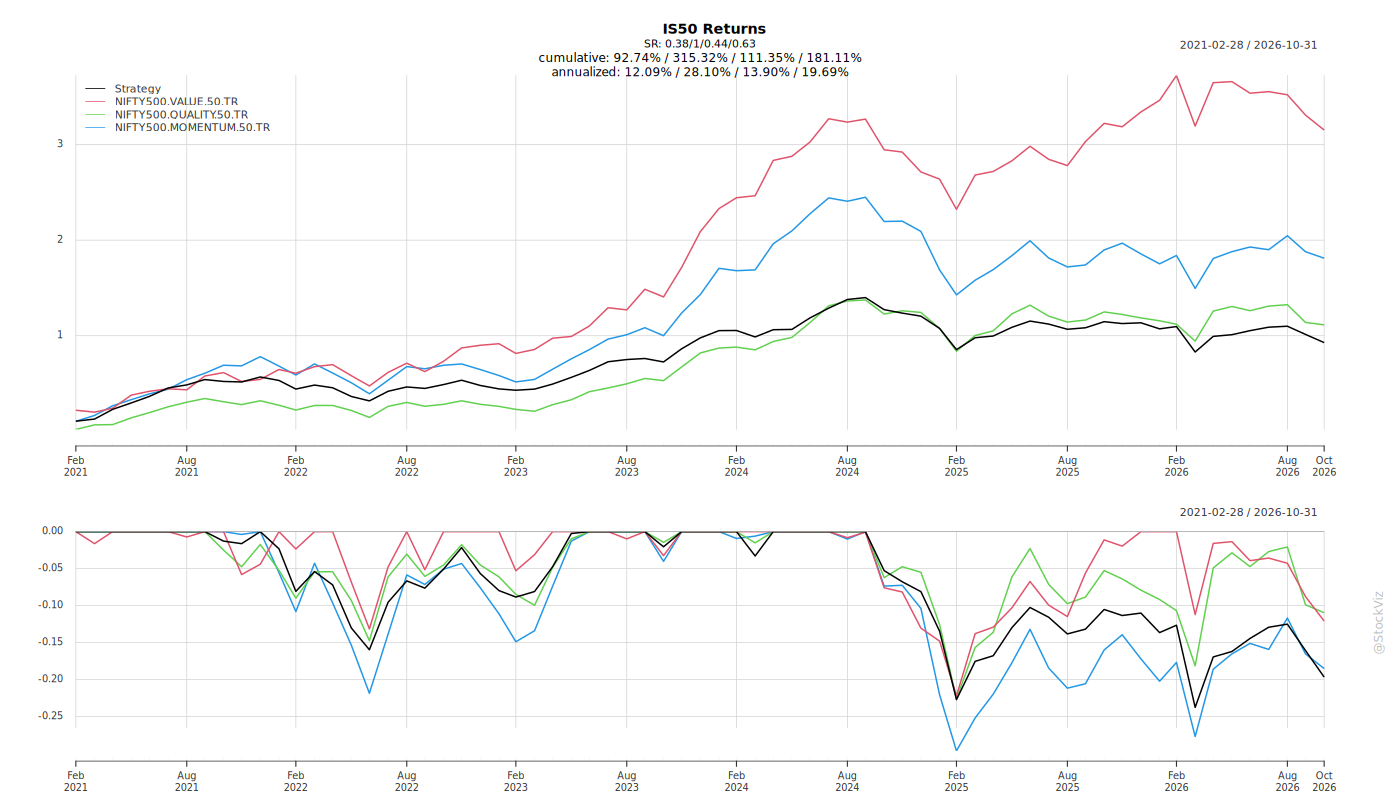 IS50 Returns
SR: 0.38/1/0.44/0.63
cumulative: 92.74% / 315.32% / 111.35% / 181.11%
annualized: 12.09% / 28.10% / 13.90% / 19.69%
2021-02-28 / 2026-10-31
Strategy
NIFTY500.VALUE.50.TR
NIFTY500.QUALITY.50.TR
NIFTY500.MOMENTUM.50.TR
3
2
1
Feb Aug Feb Aug Feb Aug Feb Aug Feb Aug Feb Aug Oct
2021 2021 2022 2022 2023 2023 2024 2024 2025 2025 2026 2026 2026
2021-02-28 / 2026-10-31
0.00
-0.05
-0.10
-0.15
-0.20
-0.25
Feb Aug Feb Aug Feb Aug Feb Aug Feb Aug Feb Aug Oct
2021 2021 2022 2022 2023 2023 2024 2024 2025 2025 2026 2026 2026
@StockViz